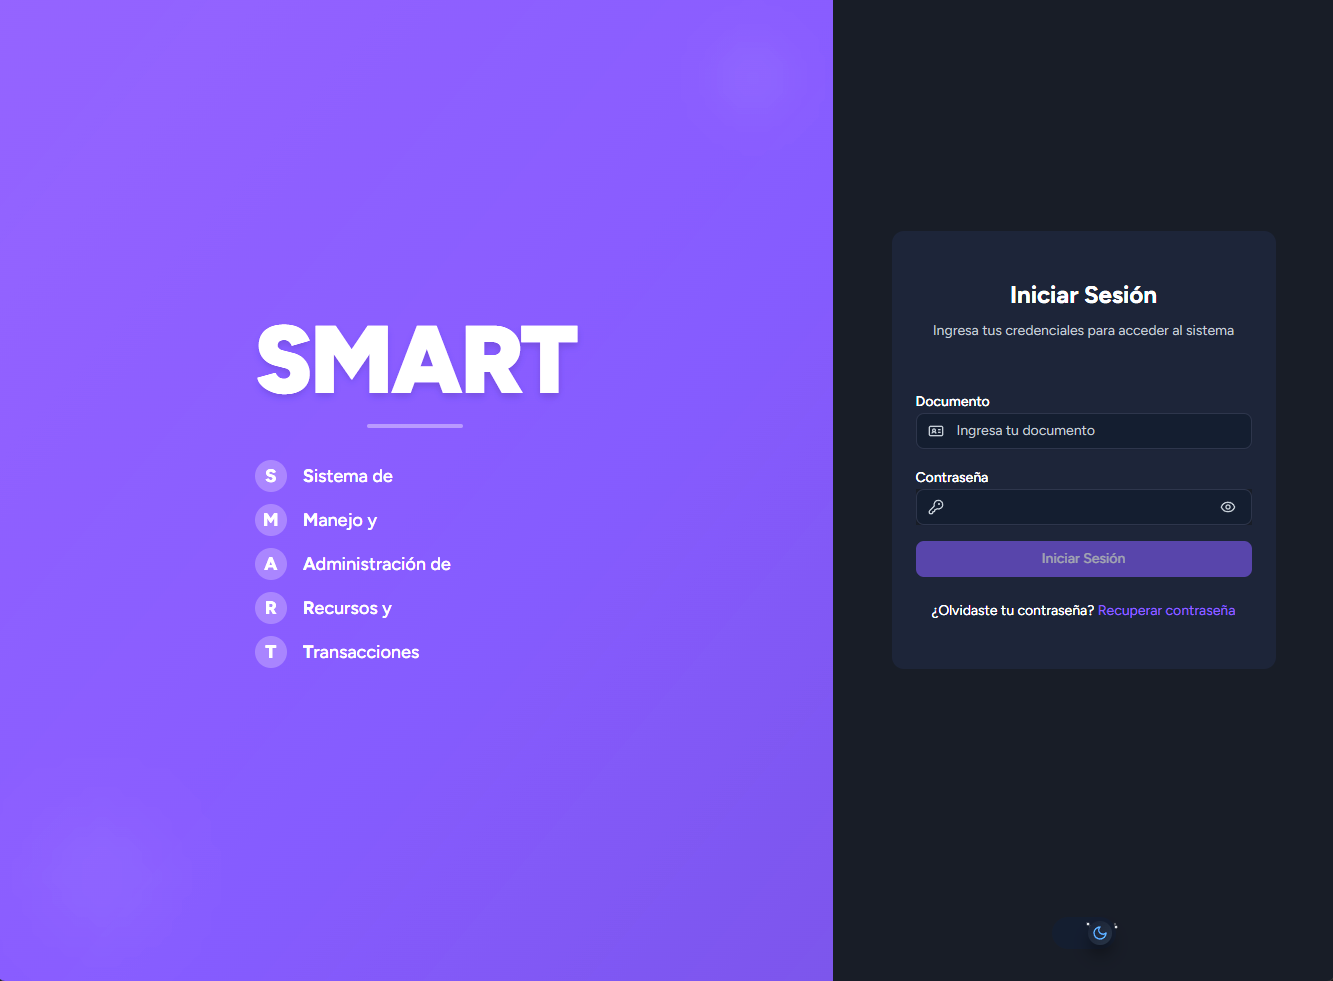 SMART
S Sistema de
M Manejo y
A Administración de
R Recursos y
T Transacciones
Iniciar Sesión
Ingresa tus credenciales para acceder al sistema
Documento
Ingresa tu documento
Contraseña
Iniciar Sesión
¿Olvidaste tu contraseña? Recuperar contraseña